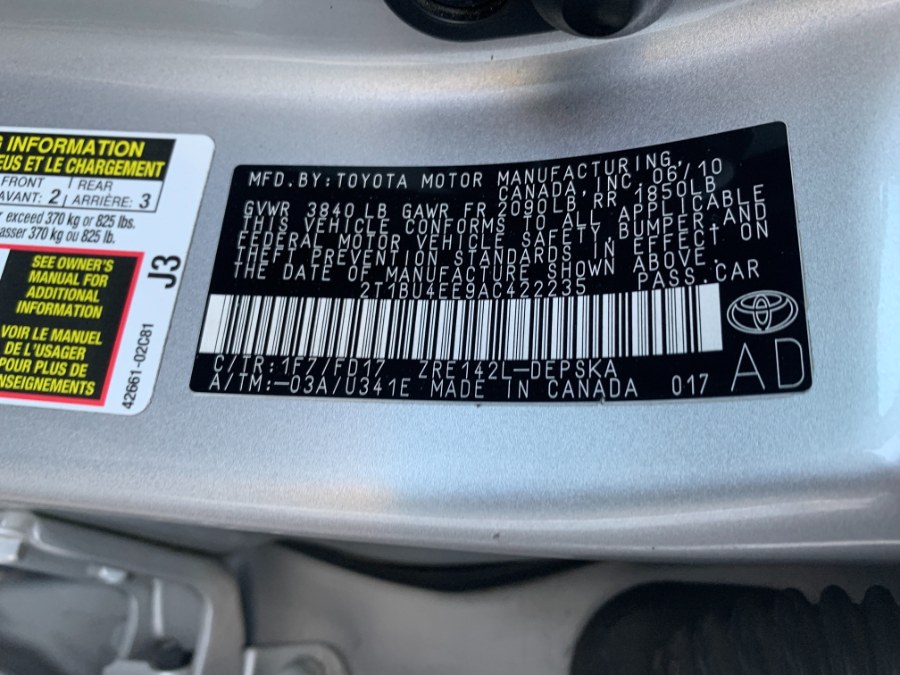 G INFORMATION
EUS ET LE CHARGEMENT
FRONT
AVANT: 2
REAR
ARRIÈRE: 3
exceed 370 kg or 825 lbs.
asser 370 kg ou 825 lb.
SEE OWNER'S
MANUAL FOR
ADDITIONAL
INFORMATION
VOIR LE MANUEL
DE L'USAGER
POUR PLUS DE
NSEIGNEMENTS
J3
42661-02C81
MFD.BY:TOYOTA MOTOR MANUFACTURING,
CANADA,INC. 06/10
GVWR 3840 LB GAWR FR 2090LB,RR 1850LB
THIS VEHICLE CONFORMS TO ALL APPLICABLE
FEDERAL MOTOR VEHICLE SAFETY,BUMPER,AND
THEFT PREVENTION STANDARDS IN EFFECT ON
THE DATE OF MANUFACTURE SHOWN ABOVE.
2T1BU4EE9AC422235 PASS.CAR
C/TR:1F7/FD17 ZRE142L-DEPSKA
A/TM:-03A/U341E MADE IN CANADA 017
AD